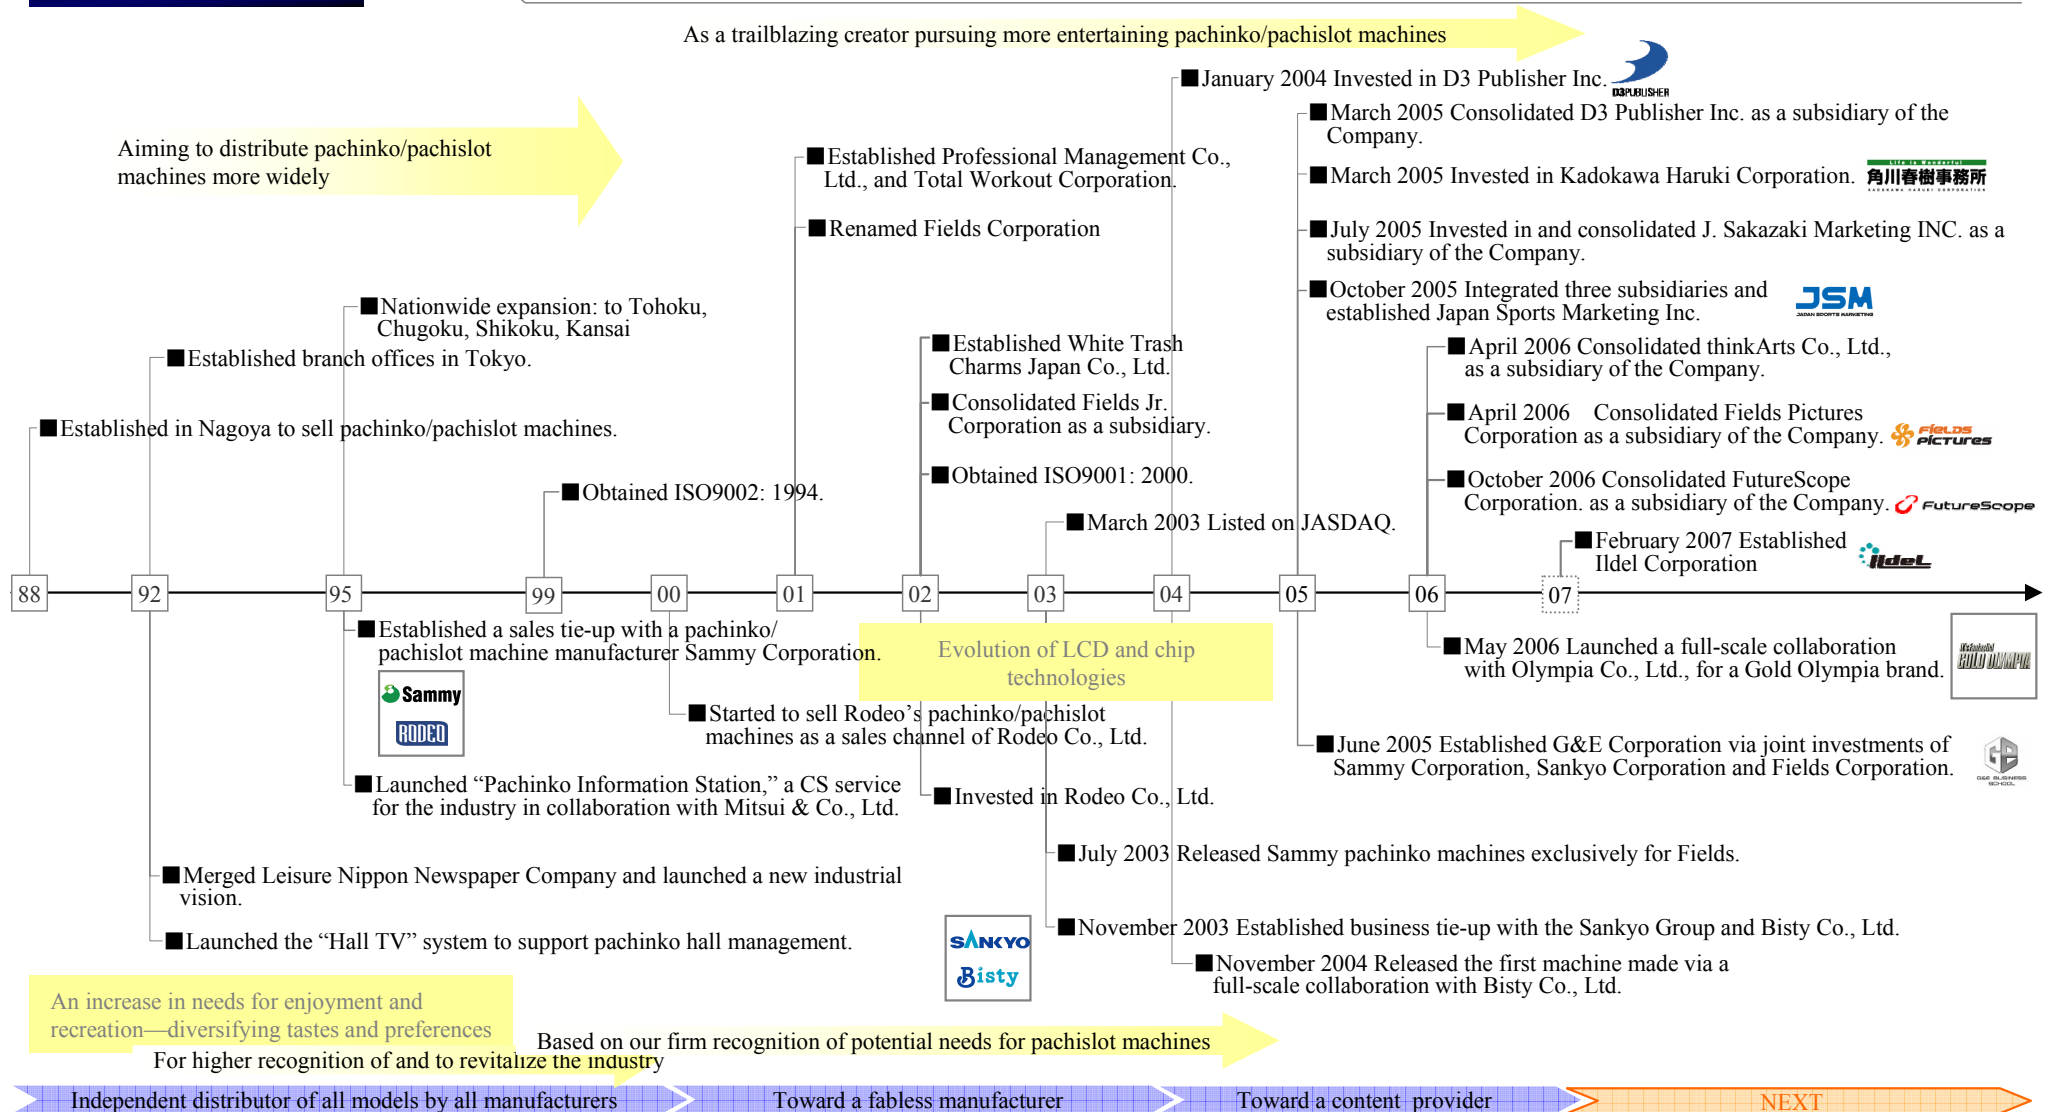 As a trailblazing creator pursuing more entertaining pachinko/pachislot machines
■January 2004 Invested in D3 Publisher Inc.
D3PUBLISHER
■March 2005 Consolidated D3 Publisher Inc. as a subsidiary of the
Company.
Aiming to distribute pachinko/pachislot
machines more widely
■Established Professional Management Co.,
Ltd., and Total Workout Corporation.
■March 2005 Invested in Kadokawa Haruki Corporation.
Life is Wonderful
角川春樹事務所
KADOKAWA HARUKI CORPORATION
■Renamed Fields Corporation
■July 2005 Invested in and consolidated J. Sakazaki Marketing INC. as a
subsidiary of the Company.
■October 2005 Integrated three subsidiaries and
established Japan Sports Marketing Inc.
JSM
JAPAN SPORTS MARKETING
■Nationwide expansion: to Tohoku,
Chugoku, Shikoku, Kansai
■Established branch offices in Tokyo.
■Established White Trash
Charms Japan Co., Ltd.
■April 2006 Consolidated thinkArts Co., Ltd.,
as a subsidiary of the Company.
■Consolidated Fields Jr.
Corporation as a subsidiary.
■April 2006 Consolidated Fields Pictures
Corporation as a subsidiary of the Company.
FIELDS
PICTURES
■Established in Nagoya to sell pachinko/pachislot machines.
■Obtained ISO9001: 2000.
■October 2006 Consolidated FutureScope
Corporation. as a subsidiary of the Company.
FutureScope
■Obtained ISO9002: 1994.
■March 2003 Listed on JASDAQ.
■February 2007 Established
Ildel Corporation
Ildel
88 92 95 99 00 01 02 03 04 05 06 07
■Established a sales tie-up with a pachinko/
pachislot machine manufacturer Sammy Corporation.
Sammy
RODEO
Evolution of LCD and chip
technologies
■May 2006 Launched a full-scale collaboration
with Olympia Co., Ltd., for a Gold Olympia brand.
GOLD OLYMPIA
■Started to sell Rodeo’s pachinko/pachislot
machines as a sales channel of Rodeo Co., Ltd.
■June 2005 Established G&E Corporation via joint investments of
Sammy Corporation, Sankyo Corporation and Fields Corporation.
G&E BUSINESS
SCHOOL
■Launched “Pachinko Information Station,” a CS service
for the industry in collaboration with Mitsui & Co., Ltd.
■Invested in Rodeo Co., Ltd.
■July 2003 Released Sammy pachinko machines exclusively for Fields.
■Merged Leisure Nippon Newspaper Company and launched a new industrial
vision.
■November 2003 Established business tie-up with the Sankyo Group and Bisty Co., Ltd.
SANKYO
Bisty
■Launched the “Hall TV” system to support pachinko hall management.
■November 2004 Released the first machine made via a
full-scale collaboration with Bisty Co., Ltd.
An increase in needs for enjoyment and
recreation—diversifying tastes and preferences
Based on our firm recognition of potential needs for pachislot machines
For higher recognition of and to revitalize the industry
Independent distributor of all models by all manufacturers
Toward a fabless manufacturer
Toward a content provider
NEXT